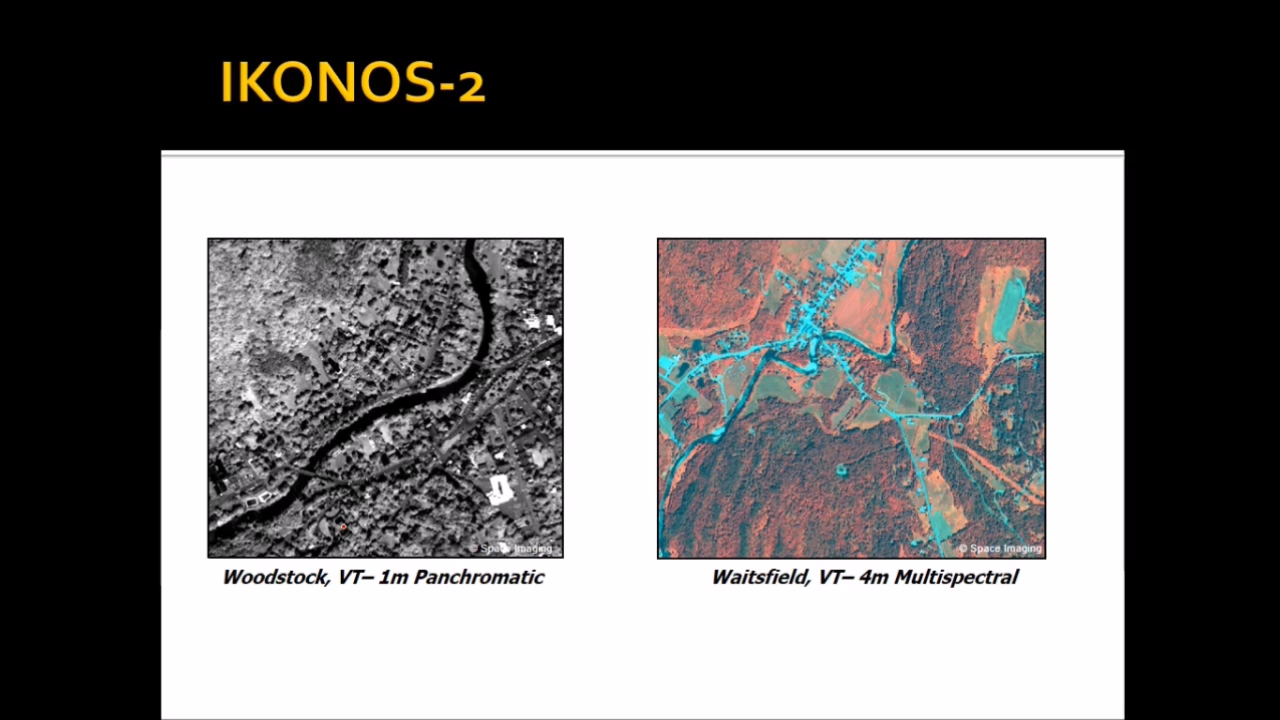 IKONOS-2
© Space Imaging
© Space Imaging
Woodstock, VT– 1m Panchromatic
Waitsfield, VT– 4m Multispectral